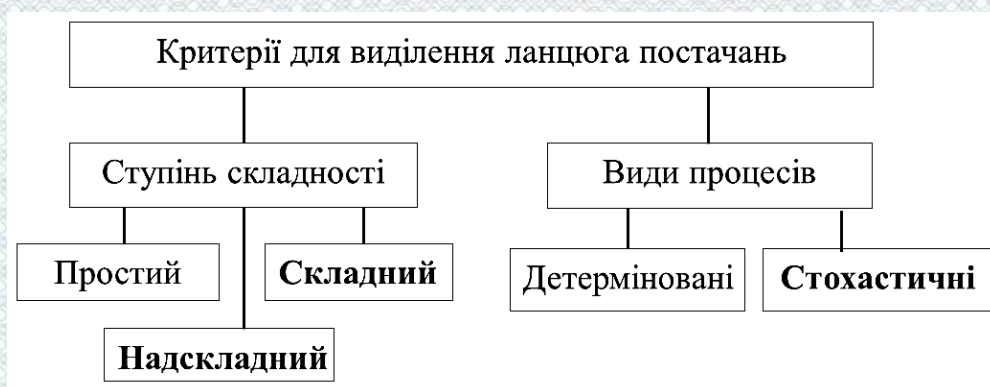 Критерії для виділення ланцюга постачань
Ступінь складності
Види процесів
Простий
Складний
Детерміновані
Стохастичні
Надскладний